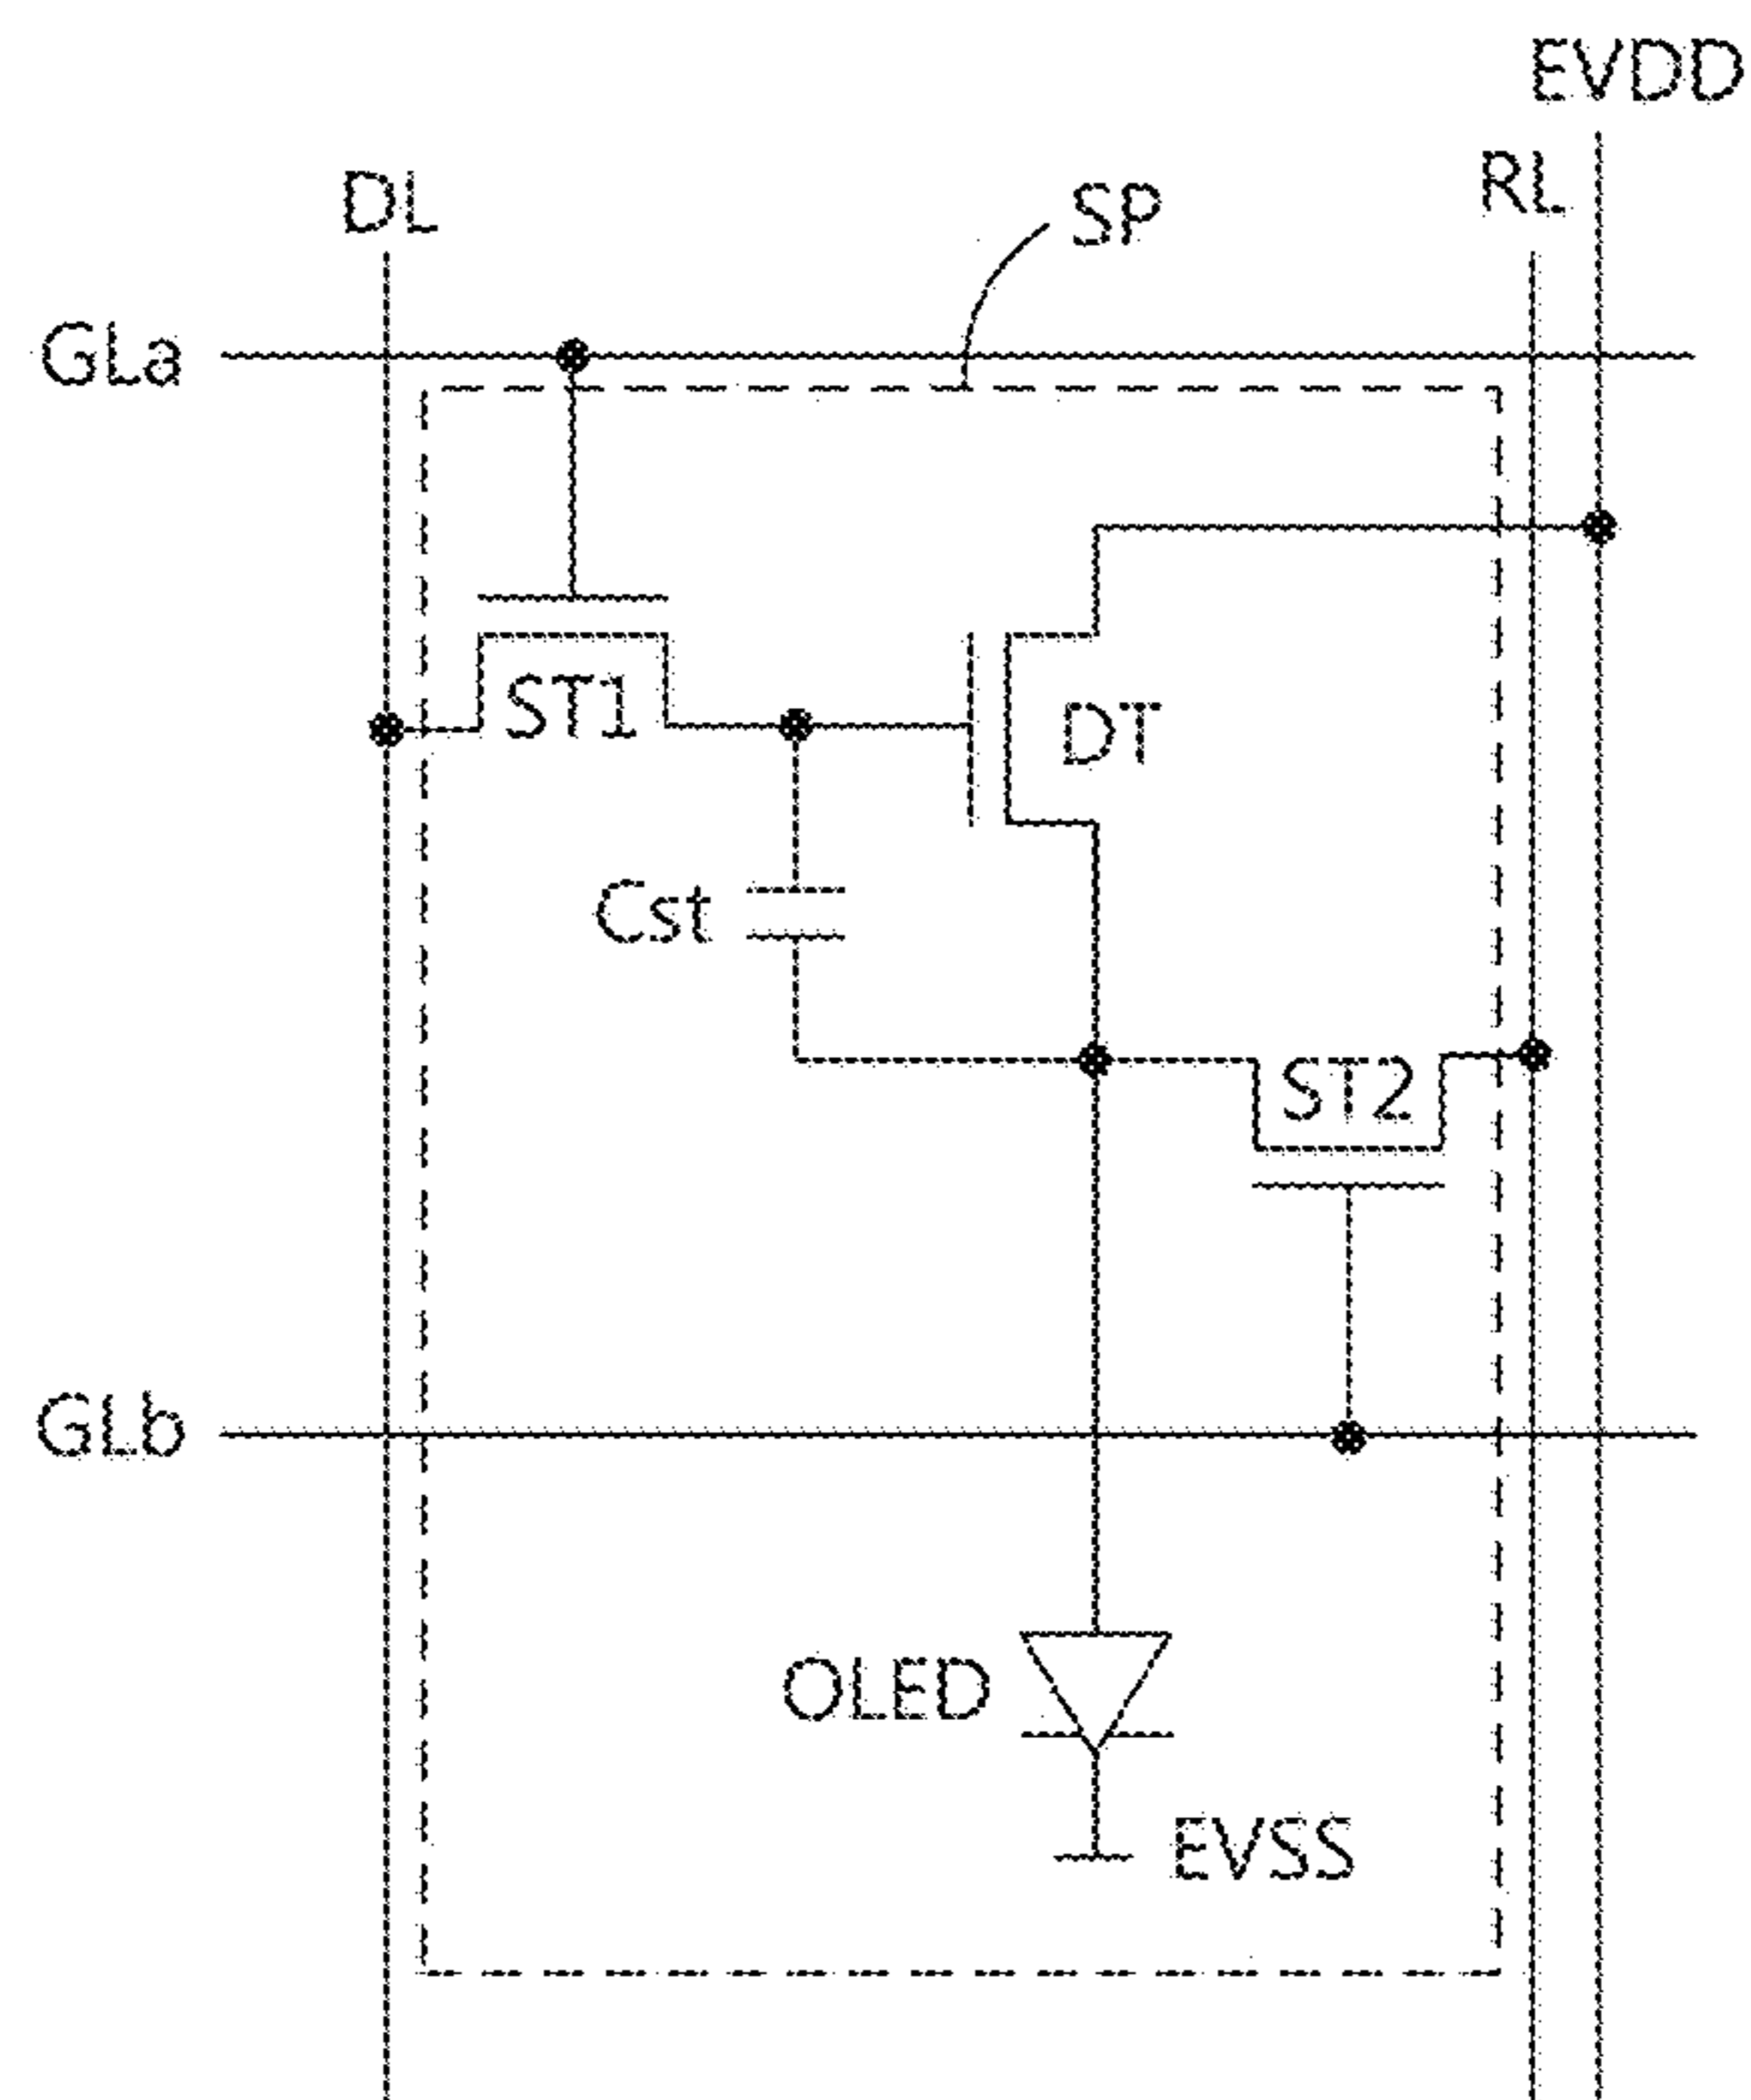 EVDD
RL
DL
SP
GLa
ST1
DT
Cst
ST2
GLb
OLED
EVSS